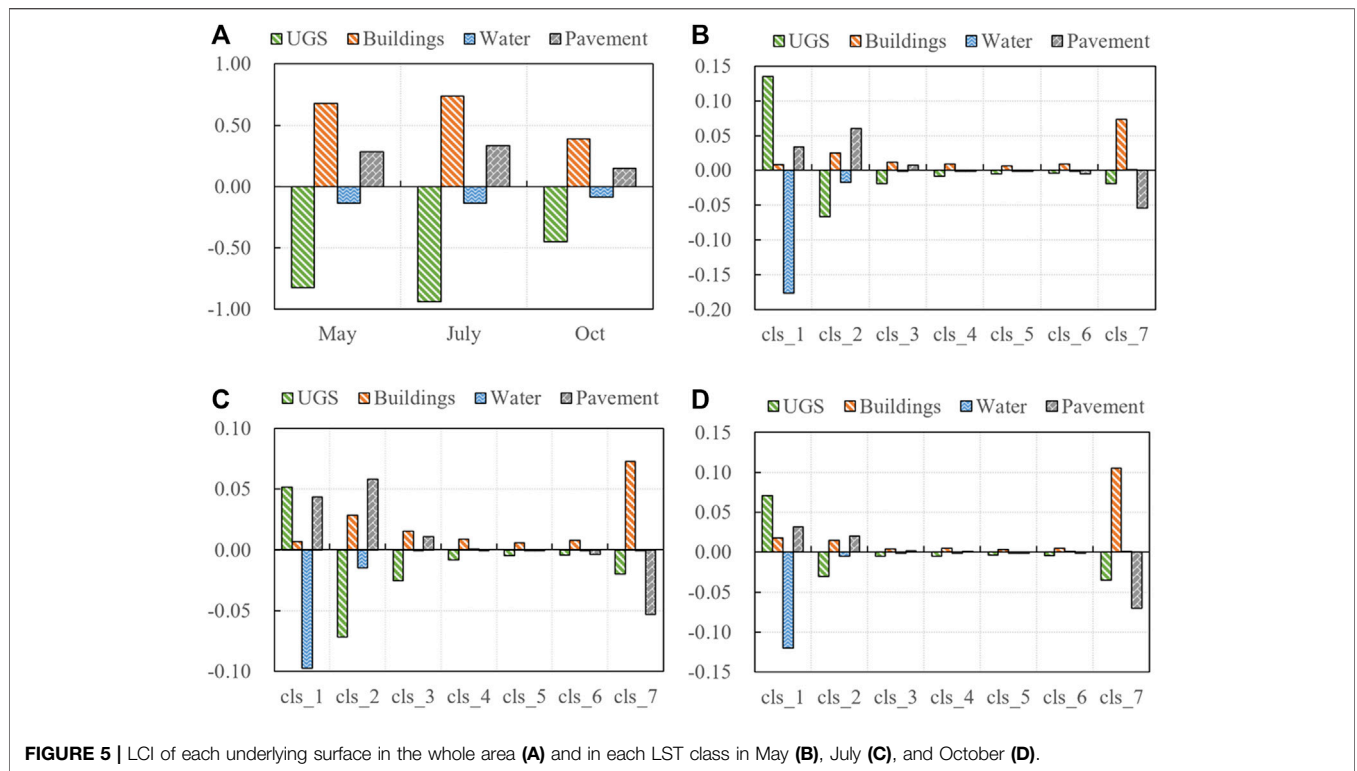 A
UGS Buildings Water Pavement
1.00
0.50
0.00
-0.50
-1.00
May July Oct
B
UGS Buildings Water Pavement
0.15
0.10
0.05
0.00
-0.05
-0.10
-0.15
-0.20
cls_1 cls_2 cls_3 cls_4 cls_5 cls_6 cls_7
C
UGS Buildings Water Pavement
0.10
0.05
0.00
-0.05
-0.10
cls_1 cls_2 cls_3 cls_4 cls_5 cls_6 cls_7
D
UGS Buildings Water Pavement
0.15
0.10
0.05
0.00
-0.05
-0.10
-0.15
cls_1 cls_2 cls_3 cls_4 cls_5 cls_6 cls_7
FIGURE 5 | LCI of each underlying surface in the whole area (A) and in each LST class in May (B), July (C), and October (D).